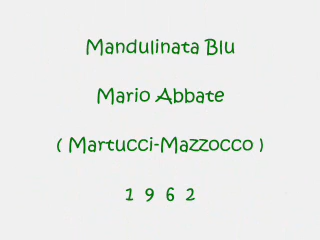 Mandulinata Blu
Mario Abbate
( Martucci-Mazzocco )
1 9 6 2